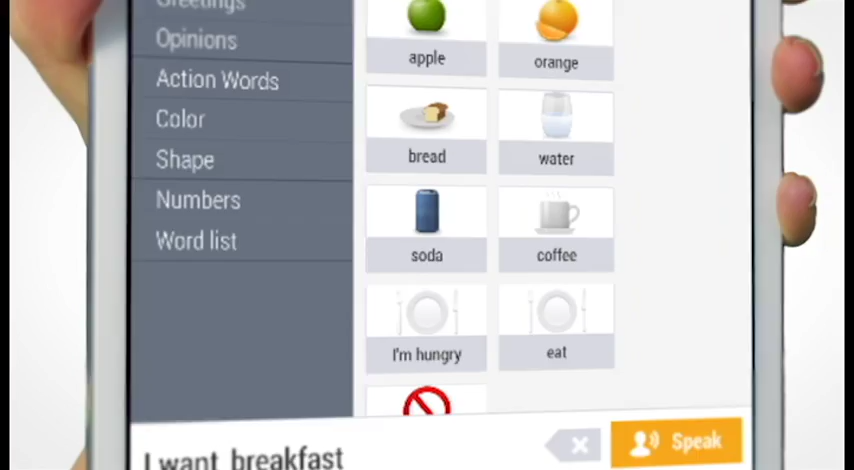 Greetings
Opinions
Action Words
Color
Shape
Numbers
Word list
apple
orange
bread
water
soda
coffee
I'm hungry
eat
I want breakfast
Speak